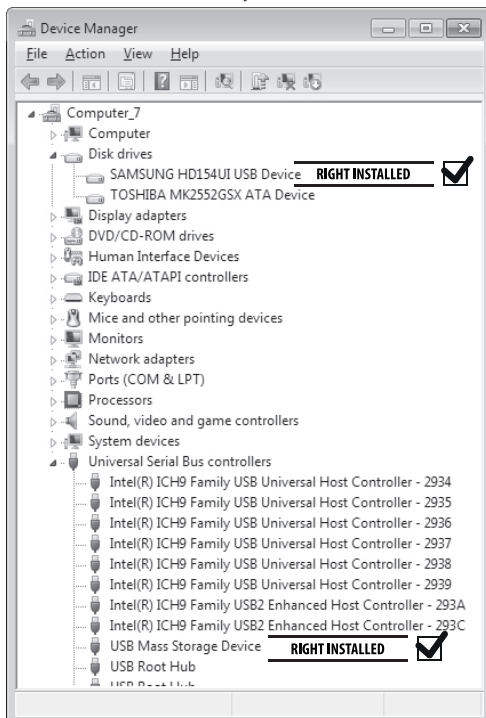 Device Manager
File Action View Help
Computer_7
Computer
Disk drives
SAMSUNG HD154UI USB Device RIGHT INSTALLED
TOSHIBA MK2552GSX ATA Device
Display adapters
DVD/CD-ROM drives
Human Interface Devices
IDE ATA/ATAPI controllers
Keyboards
Mice and other pointing devices
Monitors
Network adapters
Ports (COM & LPT)
Processors
Sound, video and game controllers
System devices
Universal Serial Bus controllers
Intel(R) ICH9 Family USB Universal Host Controller - 2934
Intel(R) ICH9 Family USB Universal Host Controller - 2935
Intel(R) ICH9 Family USB Universal Host Controller - 2936
Intel(R) ICH9 Family USB Universal Host Controller - 2937
Intel(R) ICH9 Family USB Universal Host Controller - 2938
Intel(R) ICH9 Family USB Universal Host Controller - 2939
Intel(R) ICH9 Family USB2 Enhanced Host Controller - 293A
Intel(R) ICH9 Family USB2 Enhanced Host Controller - 293C
USB Mass Storage Device RIGHT INSTALLED
USB Root Hub
USB Root Hub